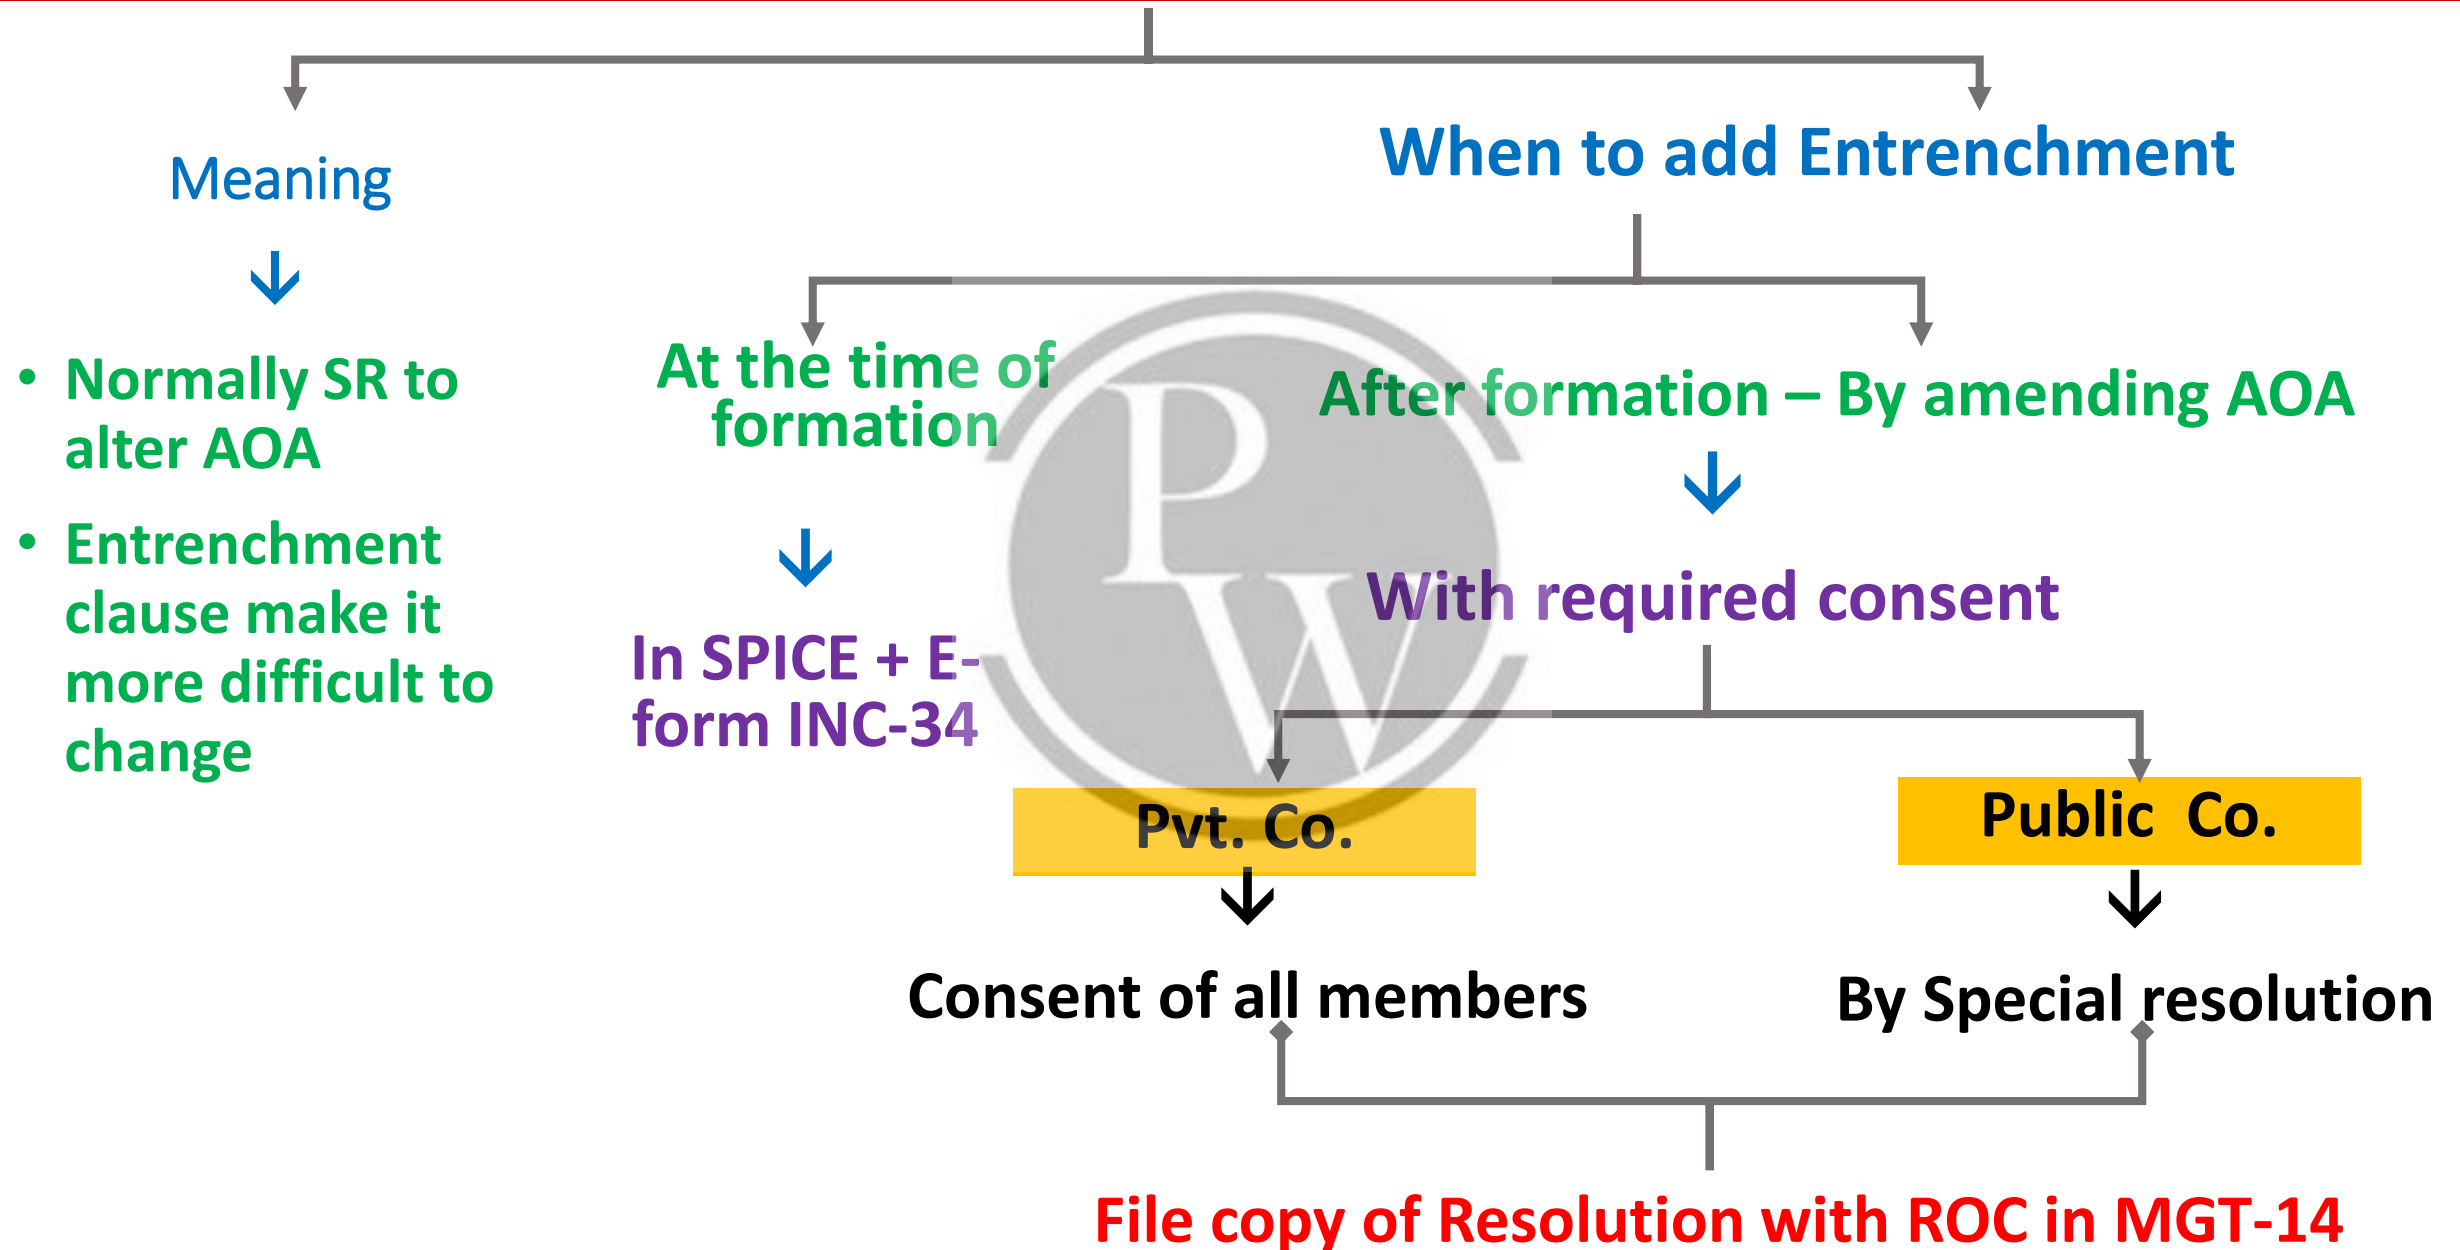 Meaning
• Normally SR to
alter AOA
• Entrenchment
clause make it
more difficult to
change
When to add Entrenchment
At the time of
formation
In SPICE + E-
form INC-34
After formation – By amending AOA
With required consent
Pvt. Co.
Consent of all members
Public Co.
By Special resolution
File copy of Resolution with ROC in MGT-14
PW